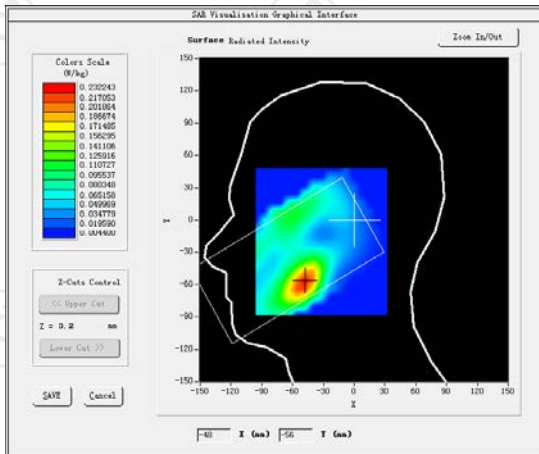 SAR Visualisation Graphical Interface
Surface Radiated Intensity
Zoom In/Out
Colors Scale
(W/kg)
0.232243
0.217053
0.201864
0.186674
0.171485
0.156295
0.141106
0.125916
0.110727
0.095537
0.080348
0.065158
0.049969
0.034779
0.019590
0.004400
Z-Cuts Control
<< Upper Cut
Z = 0.2 mm
Lower Cut >>
SAVE
Cancel
150
120
90
60
30
0
-30
-60
-90
-120
-150
Y
-150 -120 -90 -60 -30 0 30 60 90 120 150
X
-48 X (mm) -56 Y (mm)